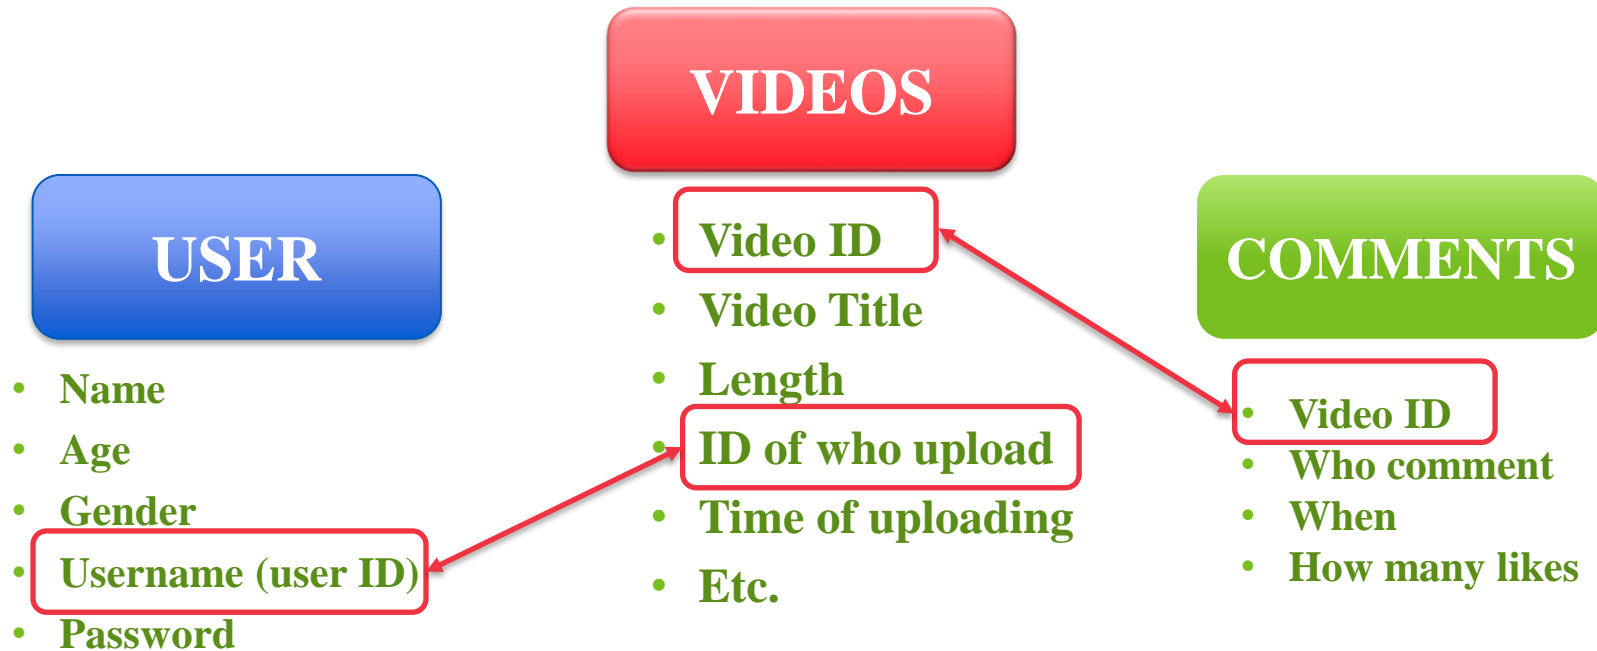 VIDEOS
• Video ID
• Video Title
• Length
• ID of who upload
• Time of uploading
• Etc.
USER
• Name
• Age
• Gender
• Username (user ID)
• Password
COMMENTS
• Video ID
• Who comment
• When
• How many likes